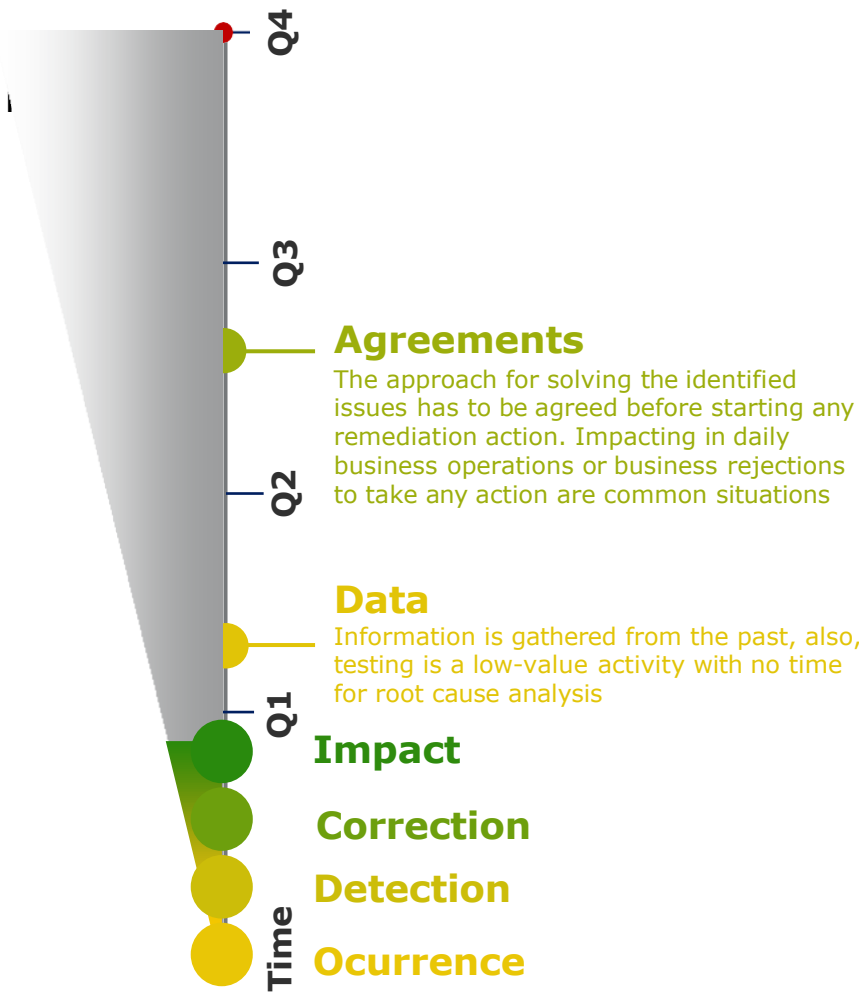 Q4
Q3
Agreements
The approach for solving the identified
issues has to be agreed before starting any
remediation action. Impacting in daily
business operations or business rejections
to take any action are common situations
Q2
Data
Information is gathered from the past, also,
testing is a low-value activity with no time
for root cause analysis
Q1
Impact
Correction
Detection
Time
Ocurrence